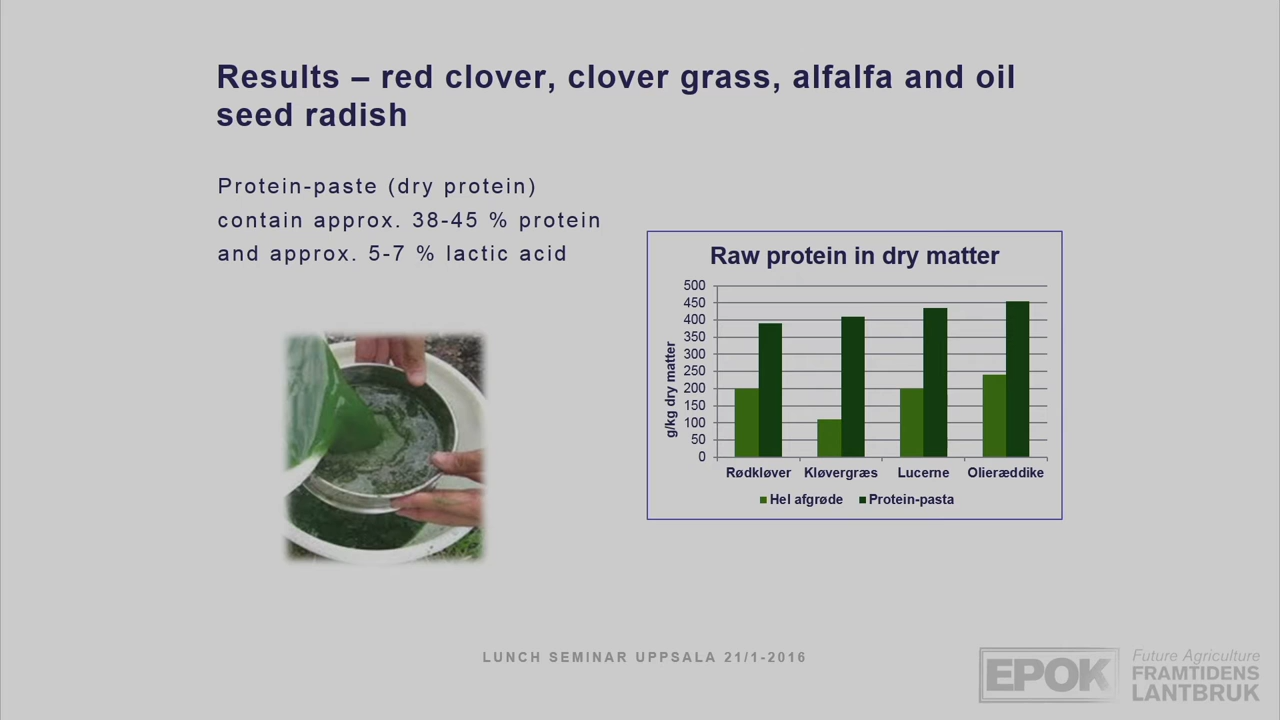 Results – red clover, clover grass, alfalfa and oil
seed radish
Protein-paste (dry protein)
contain approx. 38-45 % protein
and approx. 5-7 % lactic acid
Raw protein in dry matter
g/kg dry matter
500
450
400
350
300
250
200
150
100
50
0
Rødkløver Kløvergræs Lucerne Olieræddike
Hel afgrøde Protein-pasta
LUNCH SEMINAR UPPSALA 21/1-2016
EPOK
Future Agriculture
FRAMTIDENS
LANTBRUK